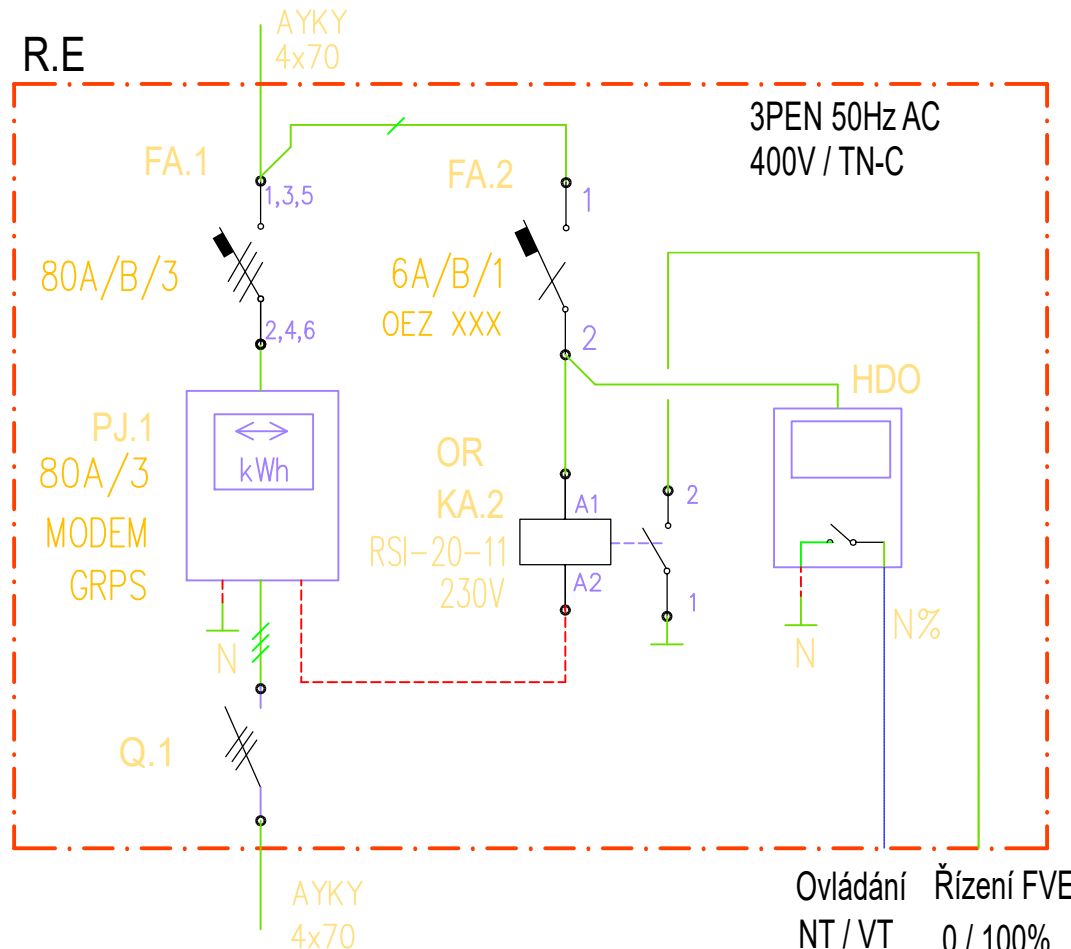 AYKY
4x70
R.E
3PEN 50Hz AC
400V / TN-C
FA.1
1,3,5
FA.2
1
80A/B/3
6A/B/1
OEZ XXX
2,4,6
2
HDO
PJ.1
80A/3
MODEM
GRPS
kWh
OR
KA.2
RSI-20-11
230V
A1
A2
2
1
N
N
N%
Q.1
AYKY
4x70
Ovládání
NT / VT
Řízení FVE
0 / 100%